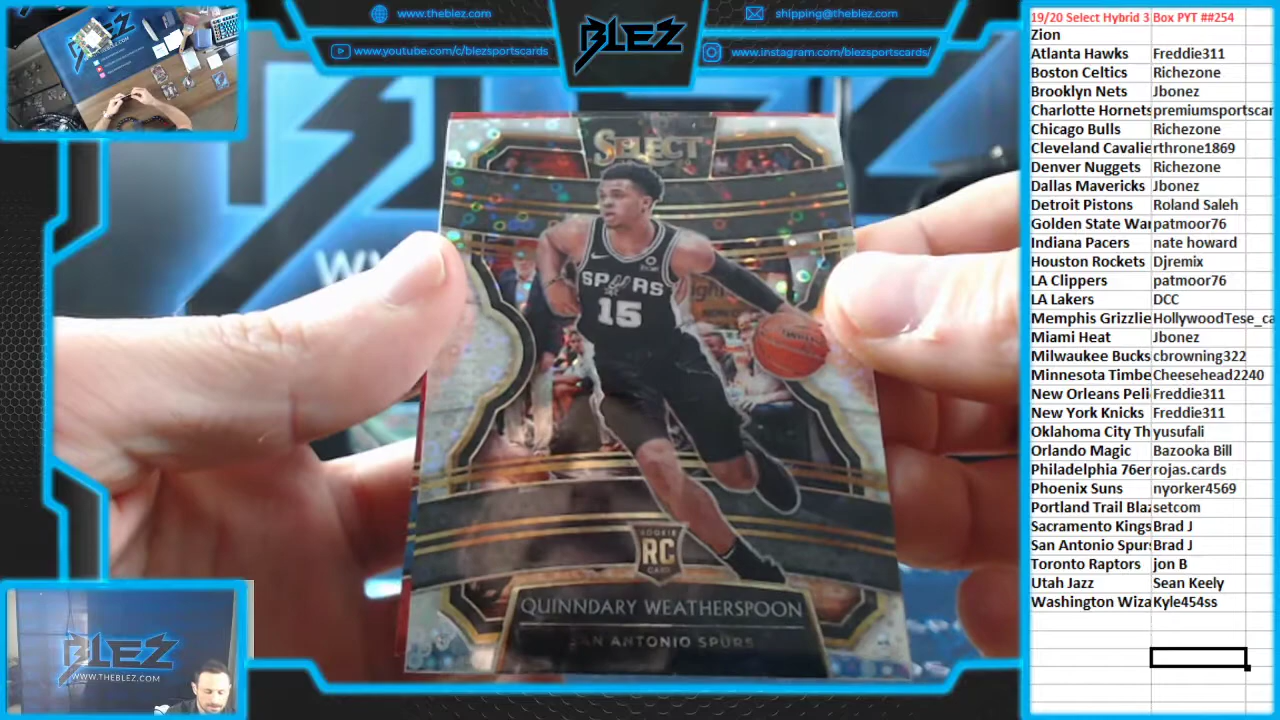 www.theblez.com
shipping@theblez.com
BLEZ
www.youtube.com/c/blezsportscards
www.instagram.com/blezsportscards/
SELECT
SPURS
15
ROOKIE
RC
CARD
QUINNDARY WEATHERSPOON
SAN ANTONIO SPURS
BLEZ
WWW.THEBLEZ.COM
19/20 Select Hybrid 3 Box PYT ##254
Zion
Atlanta Hawks Freddie311
Boston Celtics Richezone
Brooklyn Nets Jbonez
Charlotte Hornets premiumsportscar
Chicago Bulls Richezone
Cleveland Cavalie rthrone1869
Denver Nuggets Richezone
Dallas Mavericks Jbonez
Detroit Pistons Roland Saleh
Golden State War patmoor76
Indiana Pacers nate howard
Houston Rockets Djremix
LA Clippers patmoor76
LA Lakers DCC
Memphis Grizzlie HollywoodTese_ca
Miami Heat Jbonez
Milwaukee Bucks cbrowning322
Minnesota Timbe Cheesehead2240
New Orleans Peli Freddie311
New York Knicks Freddie311
Oklahoma City Th yusufali
Orlando Magic Bazooka Bill
Philadelphia 76er rojas.cards
Phoenix Suns nyorker4569
Portland Trail Blaz setcom
Sacramento Kings Brad J
San Antonio Spurs Brad J
Toronto Raptors jon B
Utah Jazz Sean Keely
Washington Wiza Kyle454ss